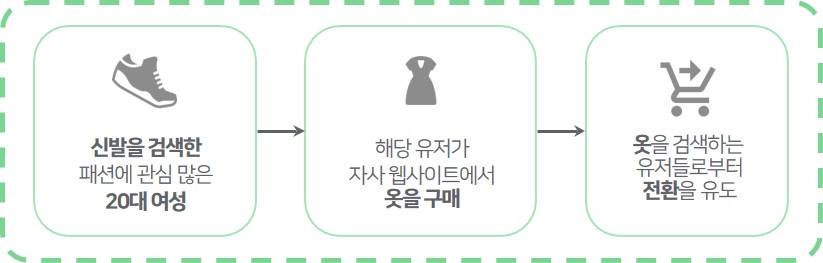 신발을 검색한
패션에 관심 많은
20대 여성
해당 유저가
자사 웹사이트에서
옷을 구매
옷을 검색하는
유저들로부터
전환을 유도